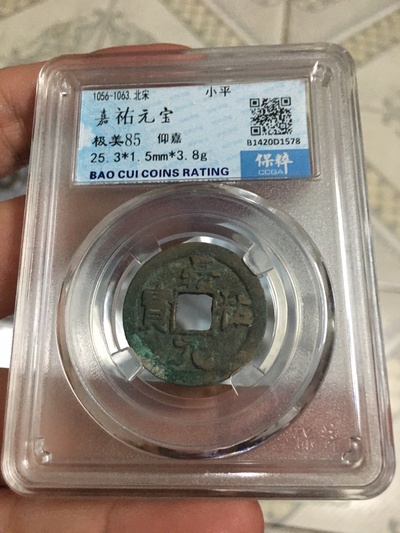 1056-1063.北宋 小平
嘉祐元宝
极美85 仰嘉
B1420D1578
25.3*1.5mm*3.8g
保粹
BAO CUI COINS RATING
CCGA
嘉
祐
元
寳